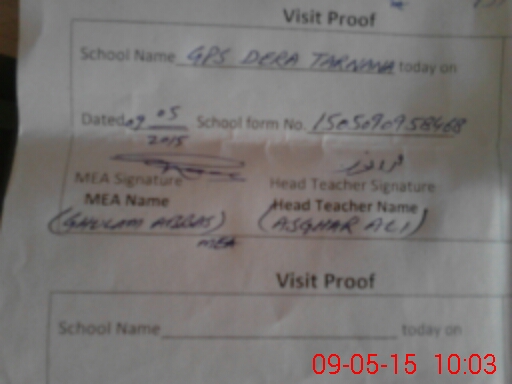 Visit Proof
School Name GPS DERA TARNANA today on
Dated 09 05 2015 School form No.
MEA Signature Head Teacher Signature
MEA Name Head Teacher Name
(GHULAM ABBAS) (ASGHAR ALI)
MEA
Visit Proof
School Name today on
09-05-15 10:03